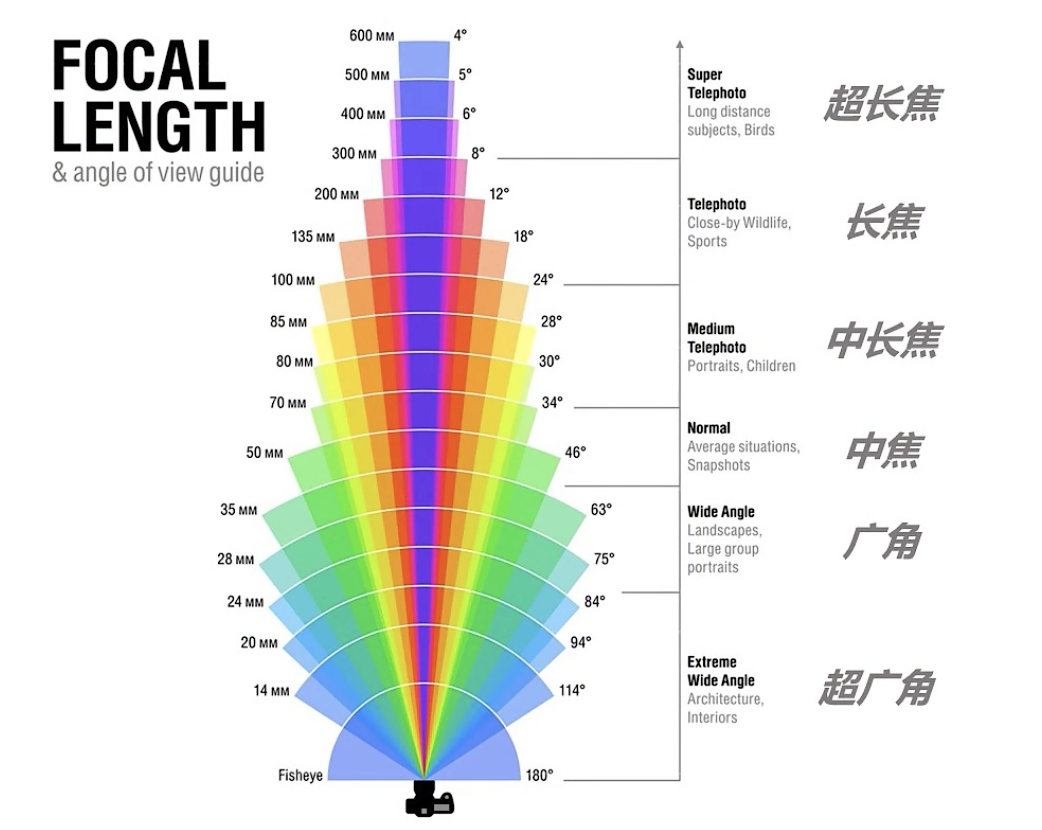 FOCAL
LENGTH
& angle of view guide
600 MM
4°
500 MM
5°
400 MM
6°
300 MM
8°
200 MM
12°
135 MM
18°
100 MM
24°
85 MM
28°
80 MM
30°
70 MM
34°
50 MM
46°
35 MM
63°
28 MM
75°
24 MM
84°
20 MM
94°
14 MM
114°
Fisheye
180°
Super
Telephoto
Long distance
subjects, Birds
超长焦
Telephoto
Close-by Wildlife,
Sports
长焦
Medium
Telephoto
Portraits, Children
中长焦
Normal
Average situations,
Snapshots
中焦
Wide Angle
Landscapes,
Large group
portraits
广角
Extreme
Wide Angle
Architecture,
Interiors
超广角